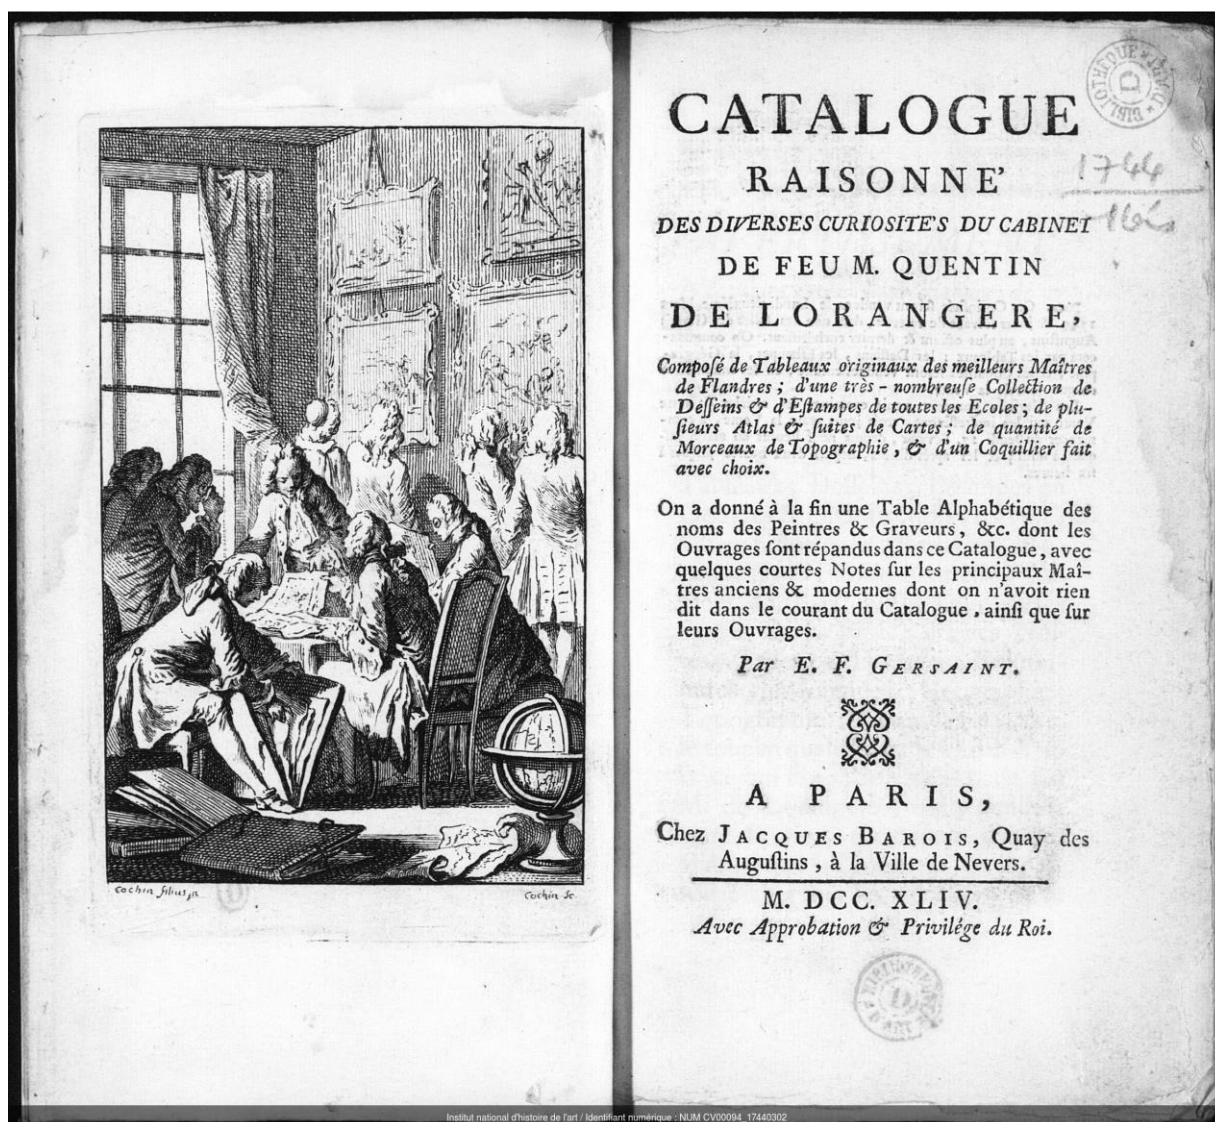 Cochin filius,
Cochin Sc.
CATALOGUE
RAISONNE'
DES DIVERSES CURIOSITE'S DU CABINET
DE FEU M. QUENTIN
DE LORANGERE,
Compoſé de Tableaux originaux des meilleurs Maîtres
de Flandres ; d'une très-nombreuſe Collection de
Deſſeins & d'Eſtampes de toutes les Ecoles ; de plu-
ſieurs Atlas & ſuites de Cartes ; de quantité de
Morceaux de Topographie, & d'un Coquillier fait
avec choix.
On a donné à la fin une Table Alphabétique des
noms des Peintres & Graveurs, &c. dont les
Ouvrages ſont répandus dans ce Catalogue, avec
quelques courtes Notes ſur les principaux Maî-
tres anciens & modernes dont on n'avoit rien
dit dans le courant du Catalogue, ainſi que ſur
leurs Ouvrages.
Par E. F. GERSAINT.
A PARIS,
Chez JACQUES BAROIS, Quay des
Auguſtins, à la Ville de Nevers.
M. DCC. XLIV.
Avec Approbation & Privilége du Roi.
1744
16 bis
D
Institut national d'histoire de l'art / Identifiant numérique : NUM CV00094_17440302